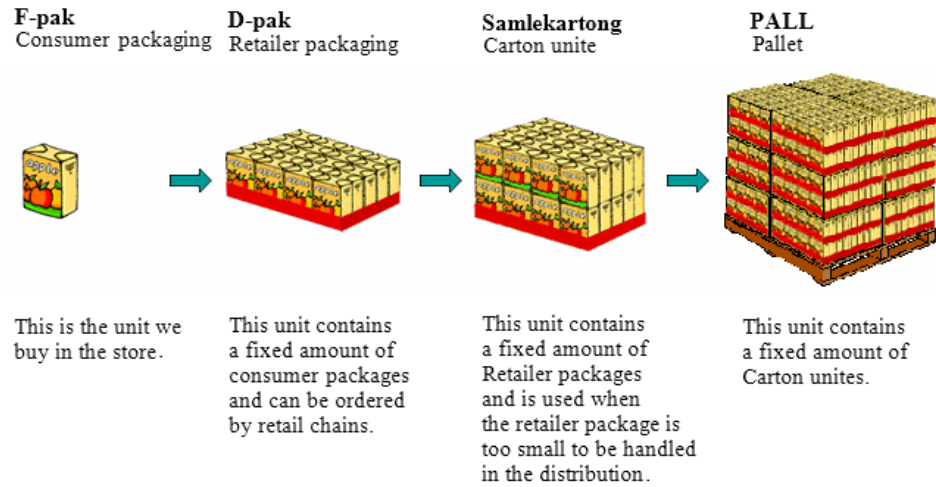 F-pak
Consumer packaging
D-pak
Retailer packaging
Samlekartong
Carton unite
PALL
Pallet
apple
This is the unit we
buy in the store.
This unit contains
a fixed amount of
consumer packages
and can be ordered
by retail chains.
This unit contains
a fixed amount of
Retailer packages
and is used when
the retailer package is
too small to be handled
in the distribution.
This unit contains
a fixed amount of
Carton unites.